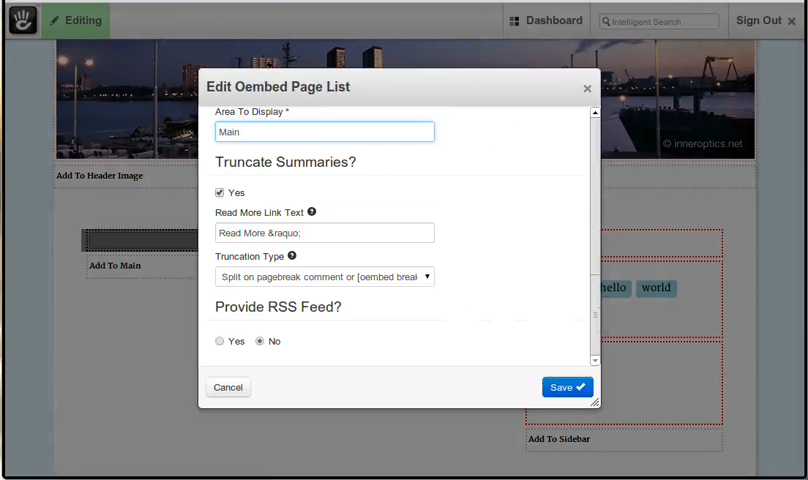 Editing
Dashboard
Intelligent Search
Sign Out
Edit Oembed Page List
Area To Display *
Main
Truncate Summaries?
Yes
Read More Link Text
Read More &raquo;
Truncation Type
Split on pagebreak comment or [oembed break
Provide RSS Feed?
Yes
No
Cancel
Save
© inneroptics.net
Add To Header Image
Add To Main
hello
world
Add To Sidebar